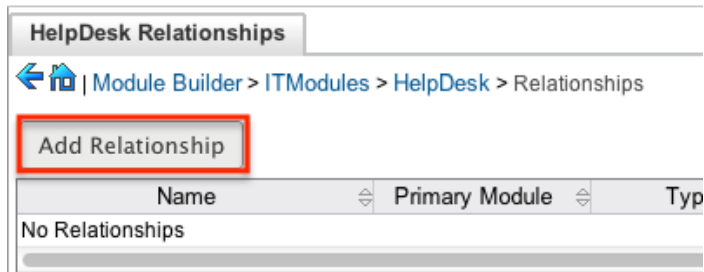 HelpDesk Relationships
| Module Builder > ITModules > HelpDesk > Relationships
Add Relationship
Name Primary Module Typ
No Relationships